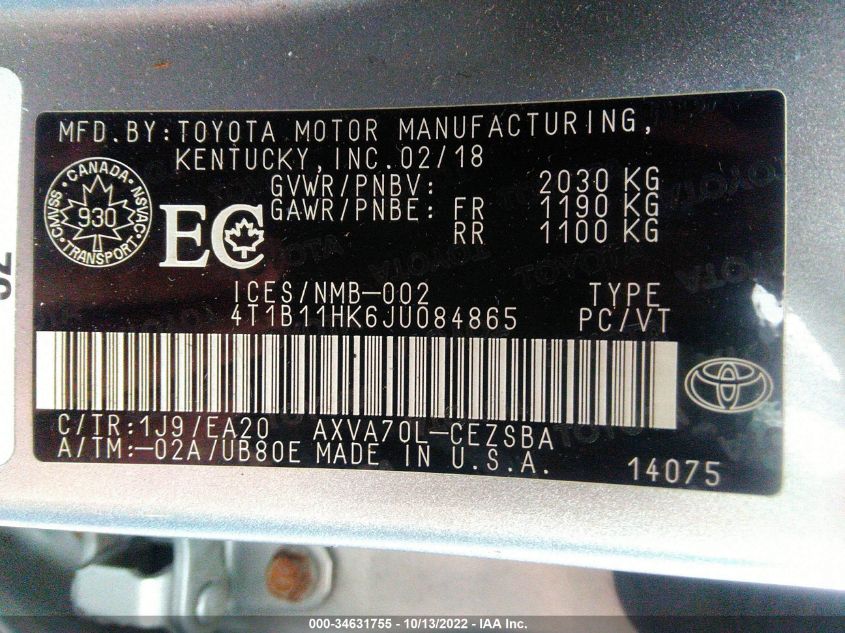 MFD.BY:TOYOTA MOTOR MANUFACTURING,
KENTUCKY,INC.02/18
GVWR/PNBV: 2030 KG
GAWR/PNBE: FR 1190 KG
RR 1100 KG
CANADA
CMVSS NSVAC
930
TRANSPORT
EC
ICES/NMB-002 TYPE
4T1B11HK6JU084865 PC/VT
C/TR:1J9/EA20 AXVA70L-CEZSBA
A/TM:-02A/UB80E MADE IN U.S.A.
14075
000-34631755 - 10/13/2022 - IAA Inc.